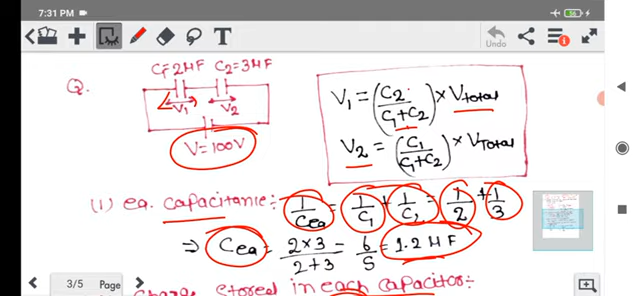 7:31 PM
56
Undo
Q.
C₁=2μF C₂=3μF
V₁ V₂
V=100V
V₁ = (C₂/C₁+C₂) × VTotal
V₂ = (C₁/C₁+C₂) × VTotal
(1) eq. capacitance:- 1/Ceq = 1/C₁ + 1/C₂ = 1/2 + 1/3
⇒ Ceq = 2×3/2+3 = 6/5 = 1.2 μF
3/5
Charge stored in each capacitor:-